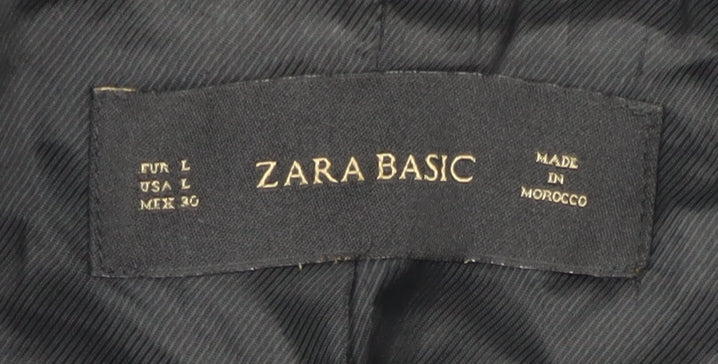 EUR L
USA L
MEX 30
ZARA BASIC
MADE
IN
MOROCCO